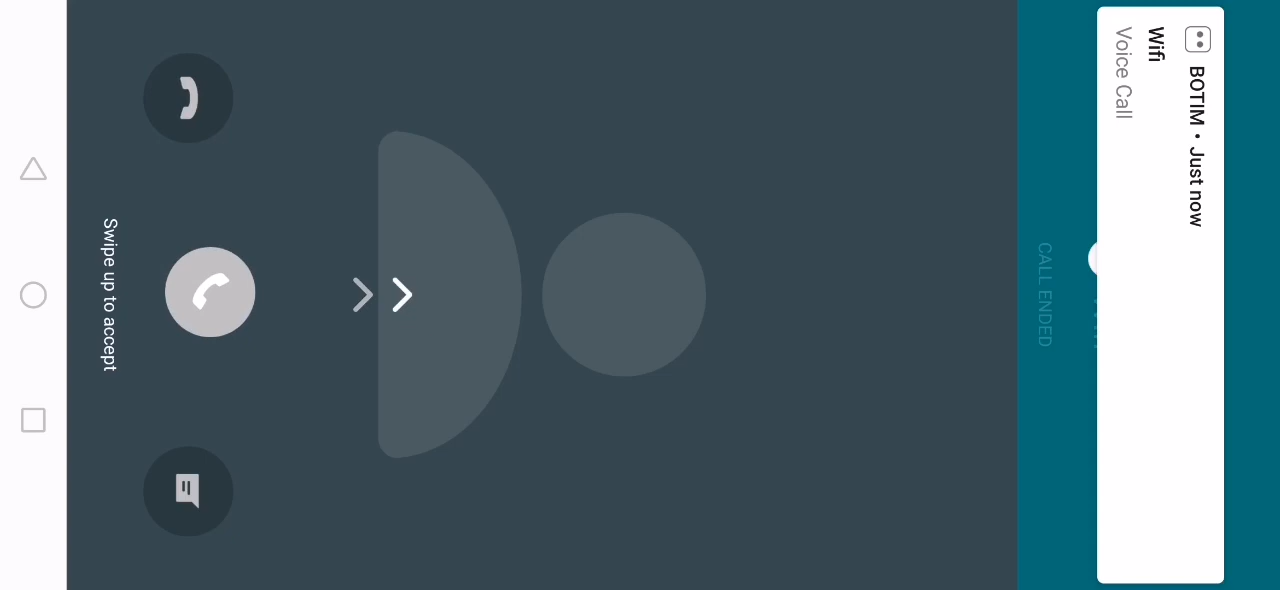 BOTIM • Just now
Wifi
Voice Call
CALL ENDED
Swipe up to accept